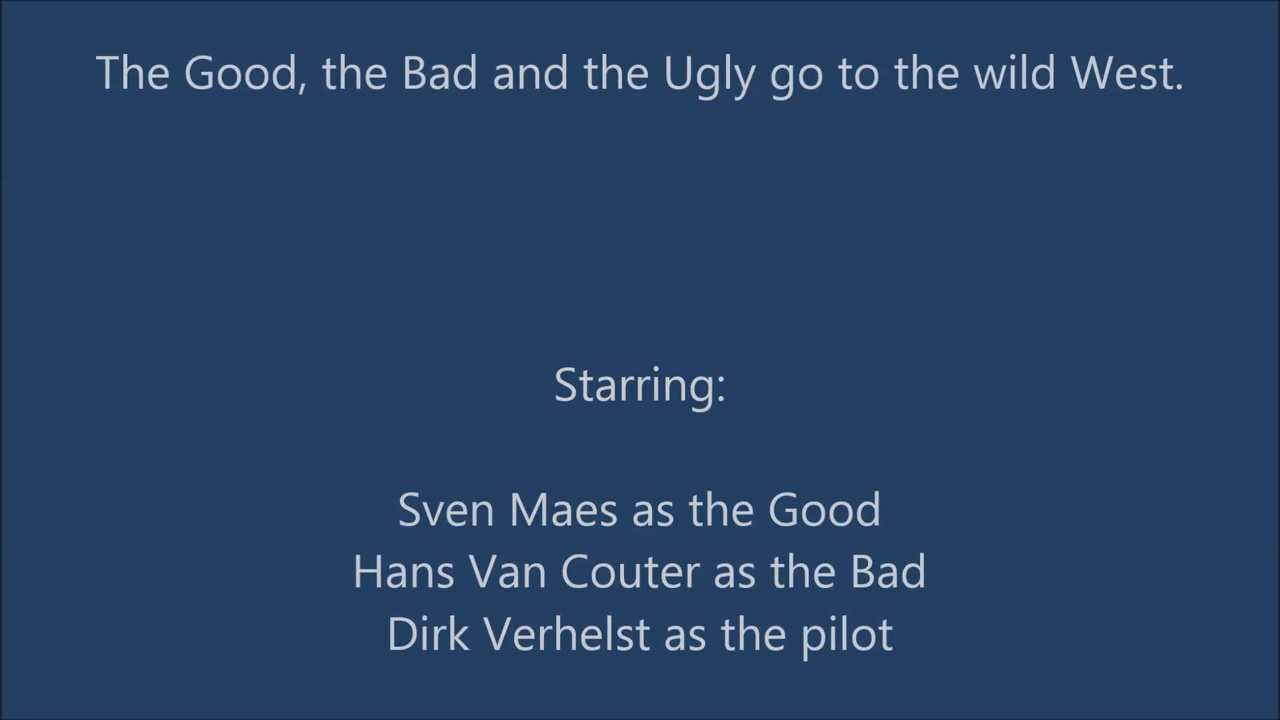 The Good, the Bad and the Ugly go to the wild West.
Starring:
Sven Maes as the Good
Hans Van Couter as the Bad
Dirk Verhelst as the pilot